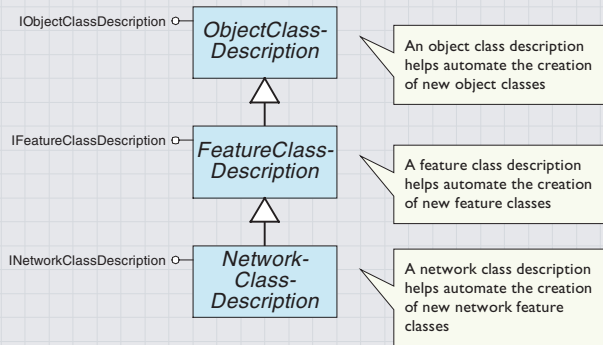 IObjectClassDescription
ObjectClass-
Description
An object class description
helps automate the creation
of new object classes
IFeatureClassDescription
FeatureClass-
Description
A feature class description
helps automate the creation
of new feature classes
INetworkClassDescription
Network-
Class-
Description
A network class description
helps automate the creation
of new network feature
classes